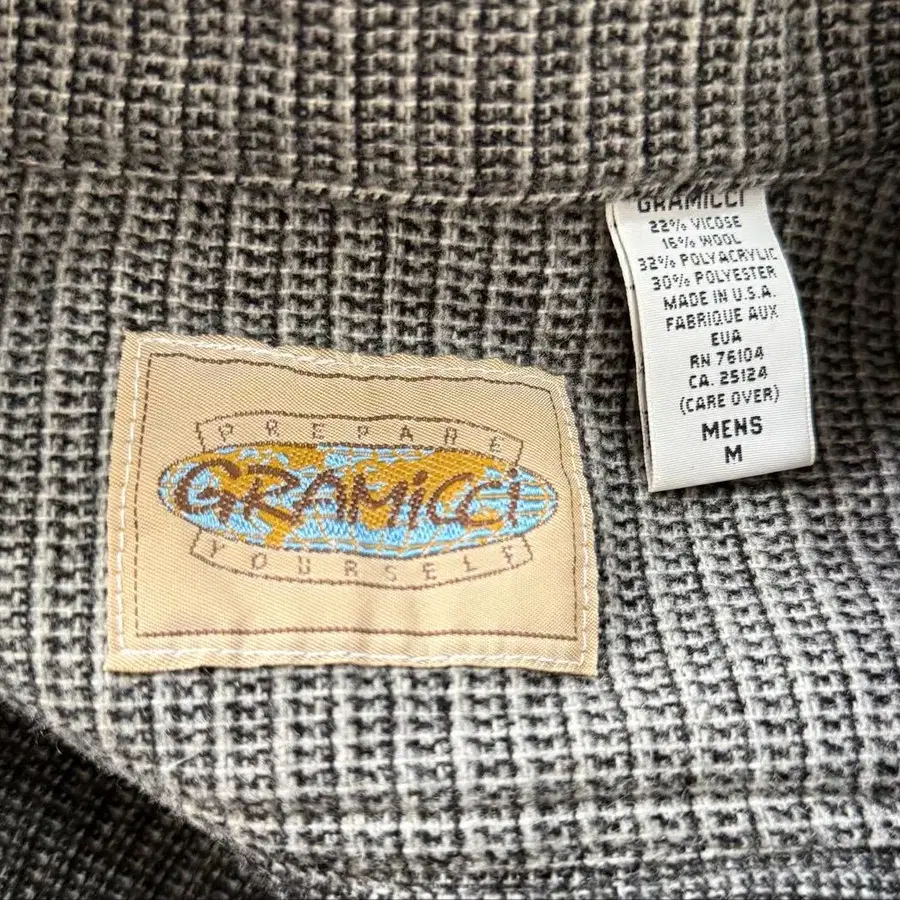 PREPARE
GRAMiCCi
YOURSELF
GRAMICCI
22% VICOSE
16% WOOL
32% POLYACRYLIC
30% POLYESTER
MADE IN U.S.A.
FABRIQUE AUX
EUA
RN 76104
CA. 25124
(CARE OVER)
MENS
M